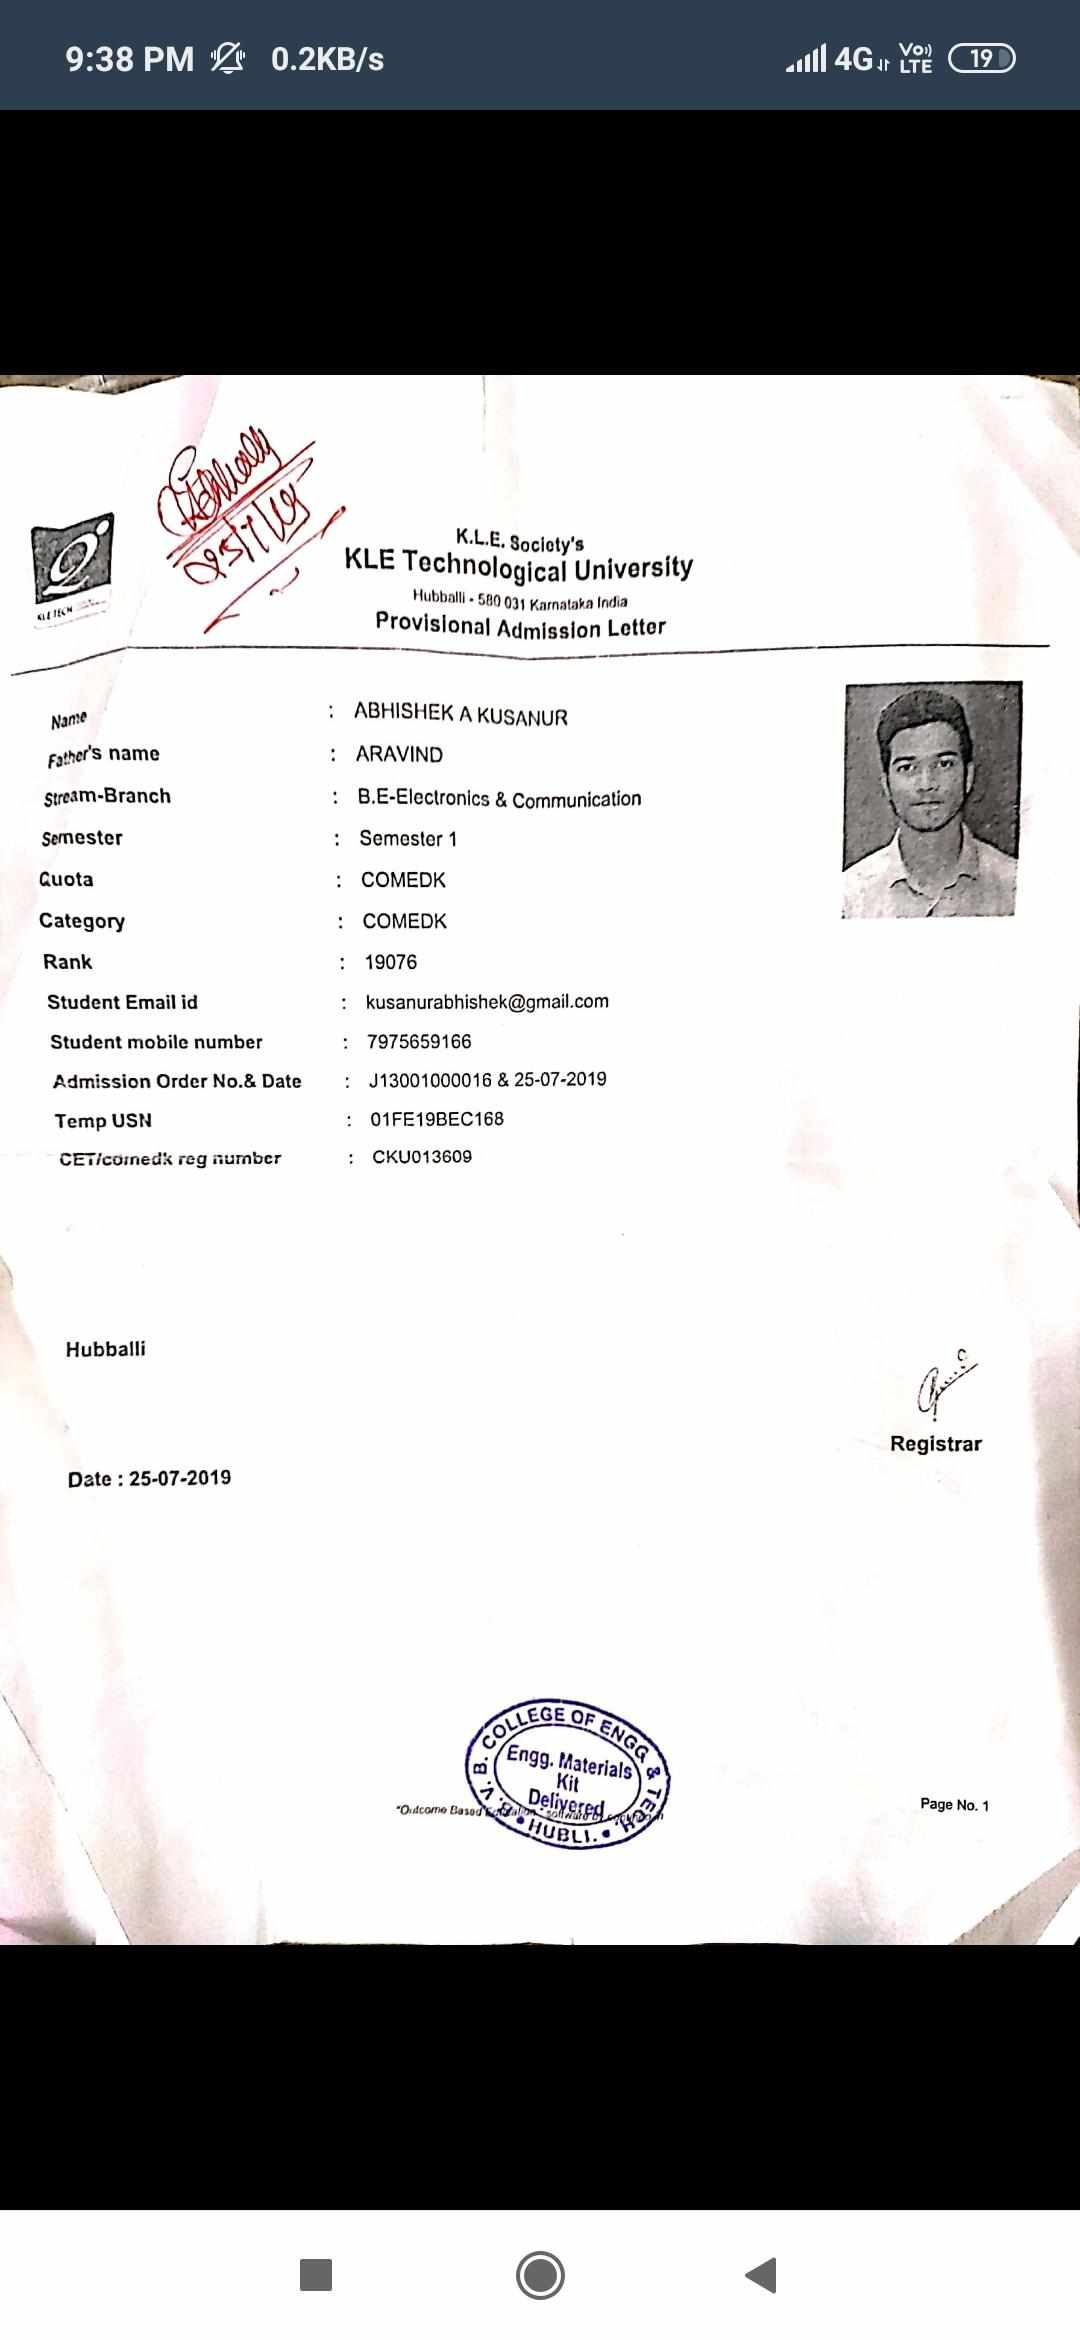 9:38 PM 0.2KB/s 4G Vo)) LTE 19
KLE TECH
25/7/19
K.L.E. Society's
KLE Technological University
Hubballi - 580 031 Karnataka India
Provisional Admission Letter
Name : ABHISHEK A KUSANUR
Father's name : ARAVIND
Stream-Branch : B.E-Electronics & Communication
Semester : Semester 1
Quota : COMEDK
Category : COMEDK
Rank : 19076
Student Email id : kusanurabhishek@gmail.com
Student mobile number : 7975659166
Admission Order No.& Date : J13001000016 & 25-07-2019
Temp USN : 01FE19BEC168
CET/comedk reg number : CKU013609
Hubballi
Registrar
Date : 25-07-2019
B. V. B. COLLEGE OF ENGG & TECH. HUBLI.
Engg. Materials
Kit
Delivered
"Outcome Based Education" software by
Page No. 1